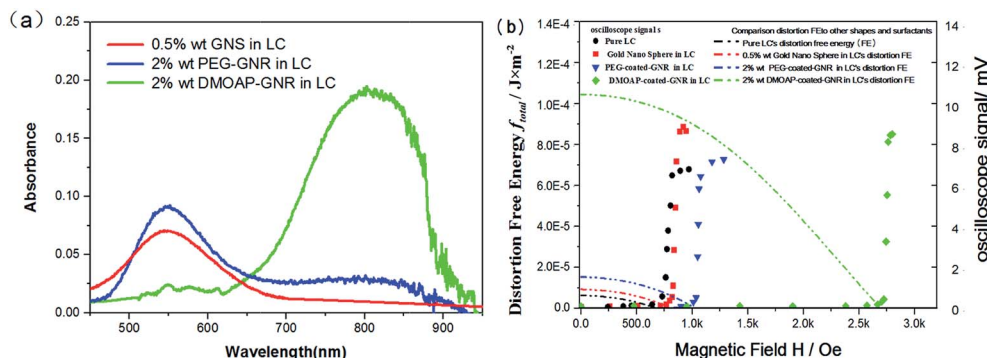 (a)
0.25
0.20
0.15
0.10
0.05
0.00
Absorbance
0.5% wt GNS in LC
2% wt PEG-GNR in LC
2% wt DMOAP-GNR in LC
500
600
700
800
900
Wavelength(nm)
(b)
1.4E-4
1.2E-4
1.0E-4
8.0E-5
6.0E-5
4.0E-5
2.0E-5
0.0
Distortion Free Energy f_total / J×m⁻²
oscilloscope signal s
Pure LC
Gold Nano Sphere in LC
PEG-coated-GNR in LC
DMOAP-coated-GNR in LC
Comparison distortion FEto other shapes and surfactants
Pure LC's distortion free energy (FE)
0.5% wt Gold Nano Sphere in LC's distortion FE
2% wt PEG-coated-GNR in LC's distortion FE
2% wt DMOAP-coated-GNR in LC's distortion FE
14
12
10
8
6
4
2
0
oscilloscope signal/ mV
0.0
500.0
1.0k
1.5k
2.0k
2.5k
3.0k
Magnetic Field H / Oe